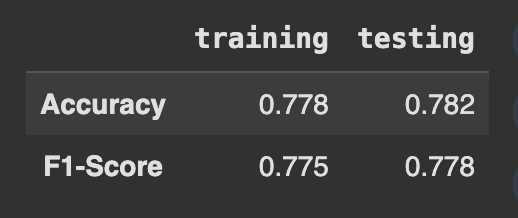 training testing
Accuracy 0.778 0.782
F1-Score 0.775 0.778